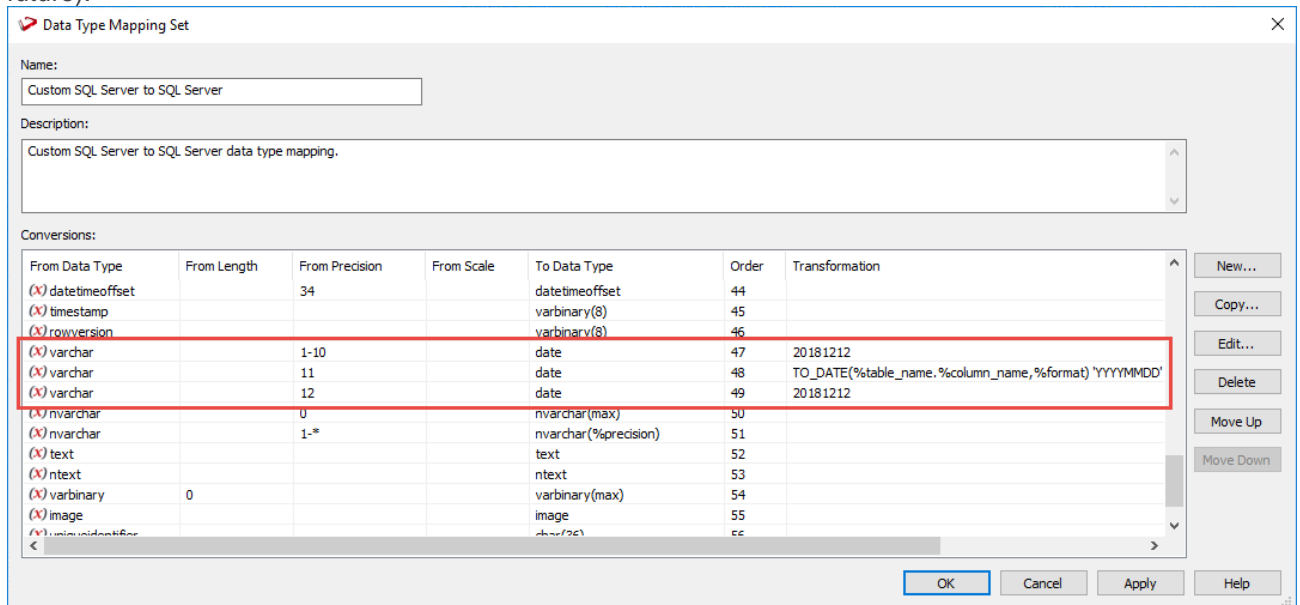 Data Type Mapping Set
Name:
Custom SQL Server to SQL Server
Description:
Custom SQL Server to SQL Server data type mapping.
Conversions:
From Data Type From Length From Precision From Scale To Data Type Order Transformation
(x) datetimeoffset 34 datetimeoffset 44
(x) timestamp varbinary(8) 45
(x) rowversion varbinary(8) 46
(x) varchar 1-10 date 47 20181212
(x) varchar 11 date 48 TO_DATE(%table_name.%column_name,%format) 'YYYYMMDD'
(x) varchar 12 date 49 20181212
(x) nvarchar 0 nvarchar(max) 50
(x) nvarchar 1-* nvarchar(%precision) 51
(x) text text 52
(x) ntext ntext 53
(x) varbinary 0 varbinary(max) 54
(x) image image 55
(x) uniqueidentifier char(36) 56
New...
Copy...
Edit...
Delete
Move Up
Move Down
OK Cancel Apply Help